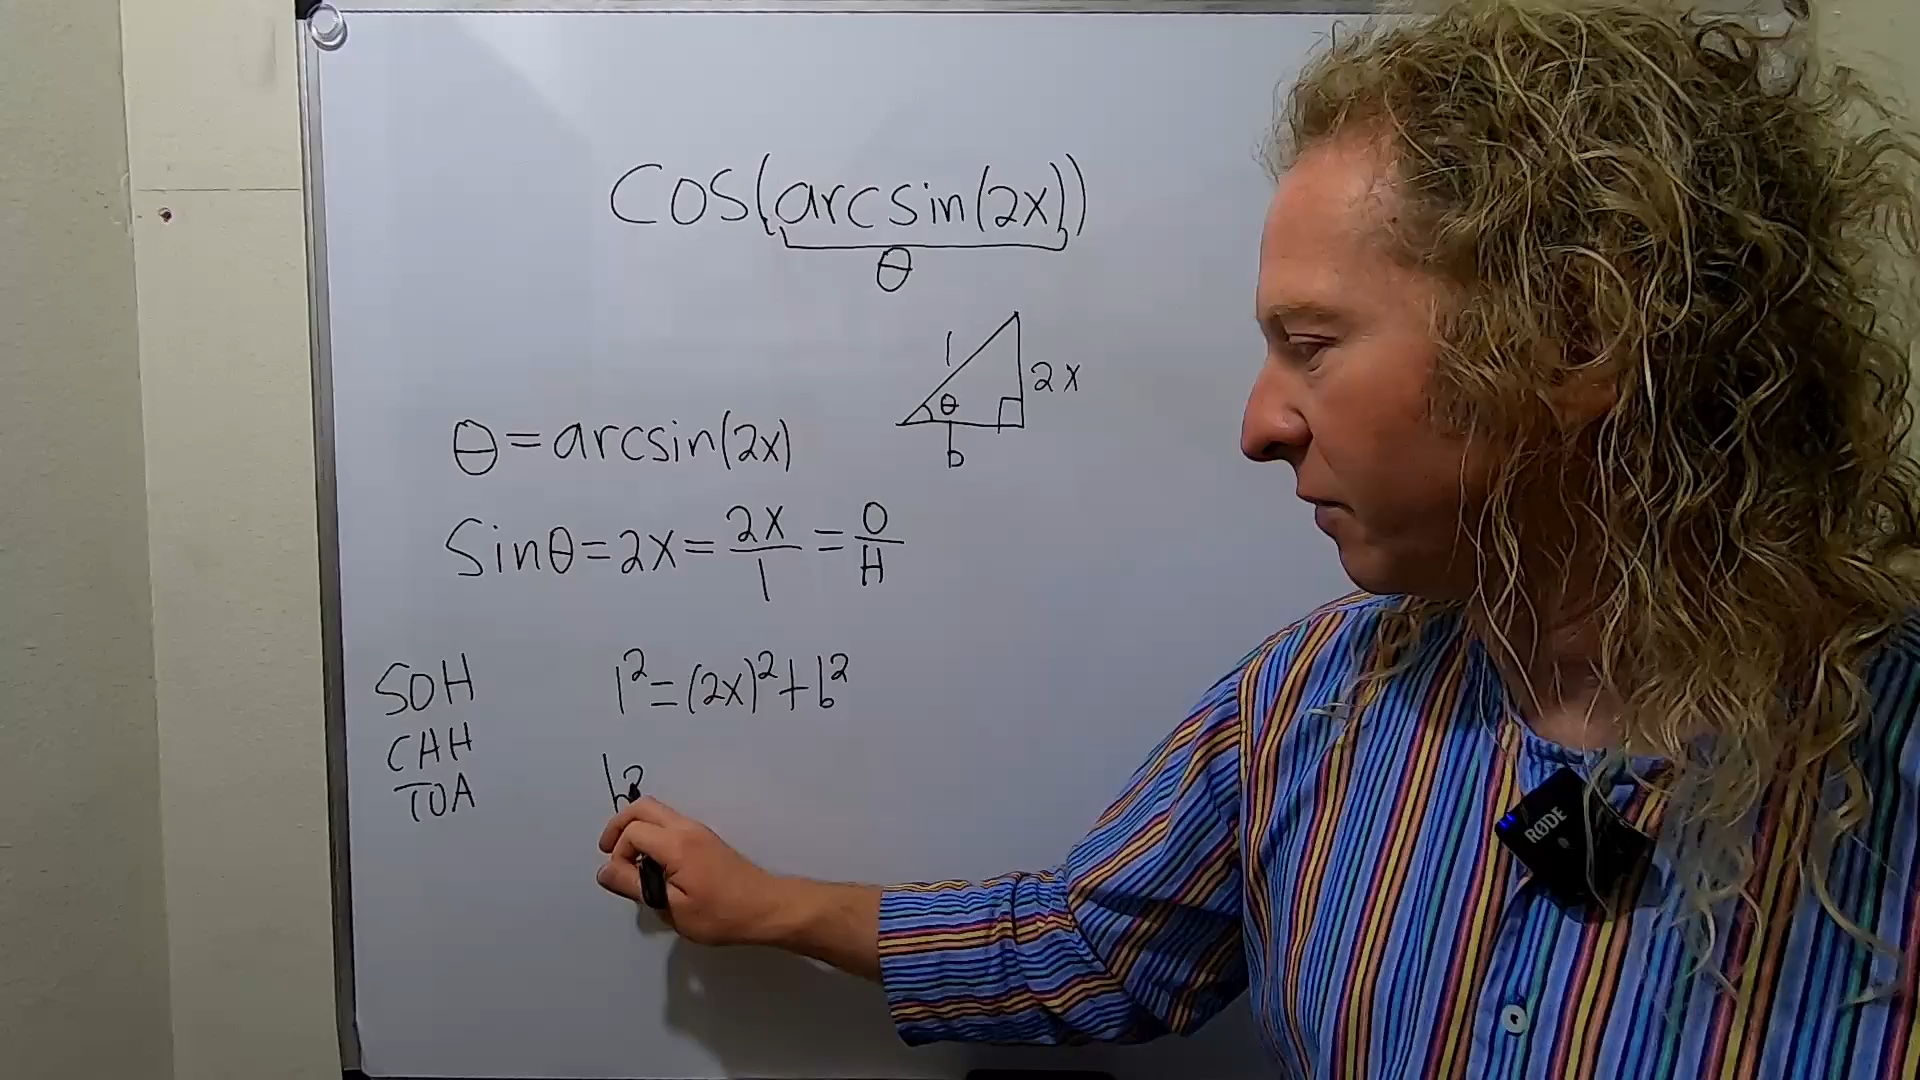 COS(arcsin(2x))
θ
1
2x
θ
b
θ=arcsin(2x)
Sinθ=2x=2x/1=O/H
SOH
CAH
TOA
1²=(2x)²+b²
b²
RØDE